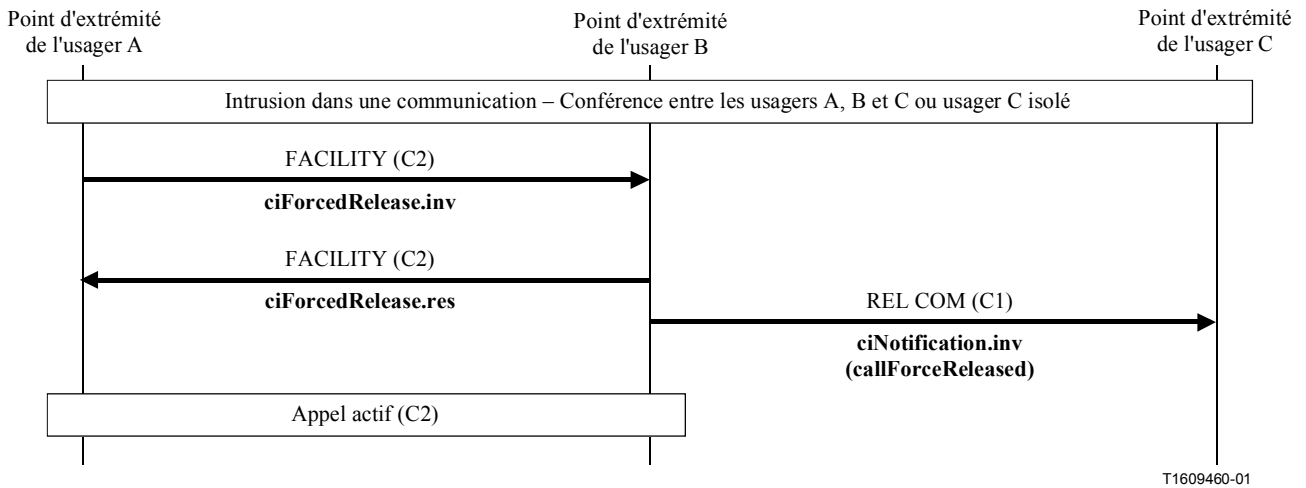 Point d'extrémité
de l'usager A
Point d'extrémité
de l'usager B
Point d'extrémité
de l'usager C
Intrusion dans une communication – Conférence entre les usagers A, B et C ou usager C isolé
FACILITY (C2)
ciForcedRelease.inv
FACILITY (C2)
ciForcedRelease.res
REL COM (C1)
ciNotification.inv
(callForceReleased)
Appel actif (C2)
T1609460-01